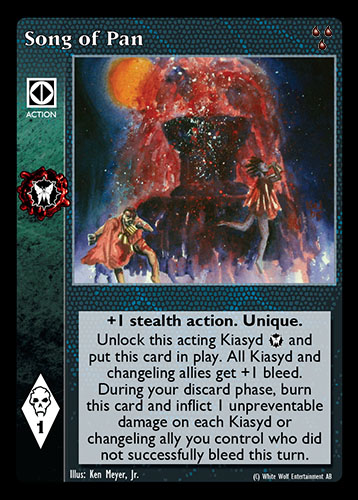 Song of Pan
ACTION
+1 stealth action. Unique.
Unlock this acting Kiasyd and
put this card in play. All Kiasyd and
changeling allies get +1 bleed.
During your discard phase, burn
this card and inflict 1 unpreventable
damage on each Kiasyd or
changeling ally you control who did
not successfully bleed this turn.
1
Illus: Ken Meyer, Jr.
(C) White Wolf Entertainment AB